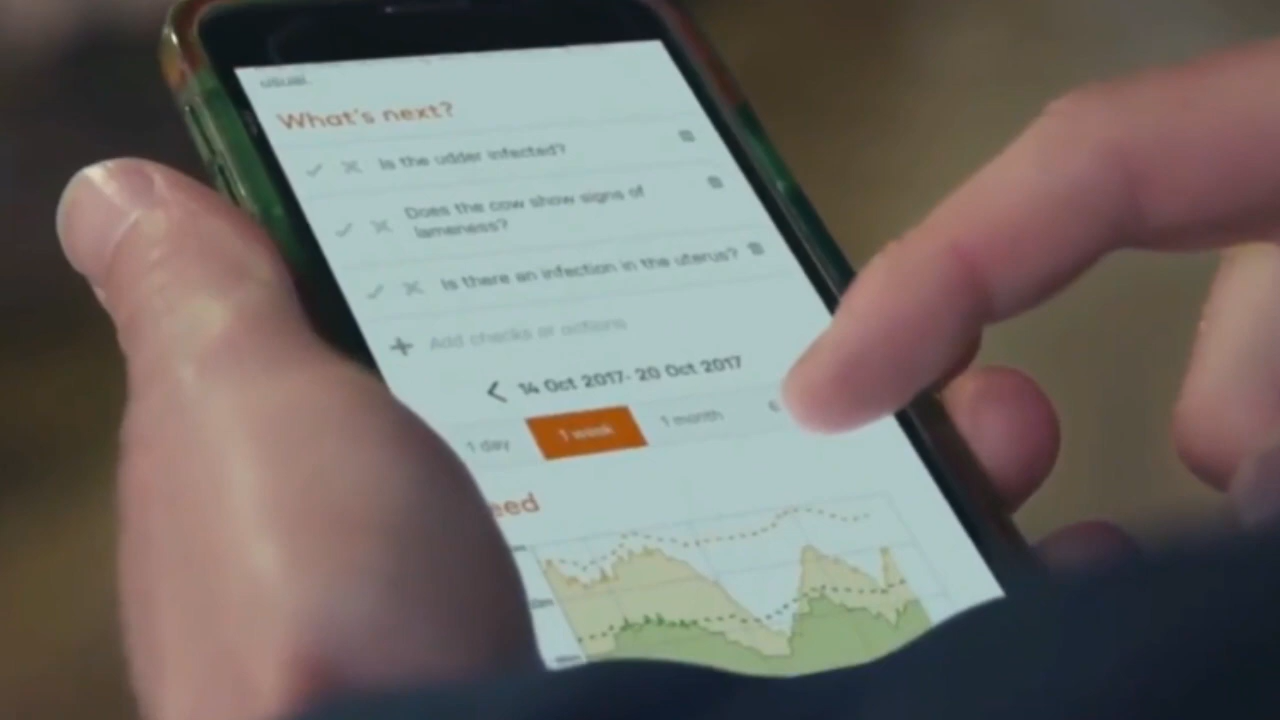 usual.
What's next?
Is the udder infected?
Does the cow show signs of
lameness?
Is there an infection in the uterus?
Add checks or actions
14 Oct 2017- 20 Oct 2017
1 day 1 week 1 month
eed